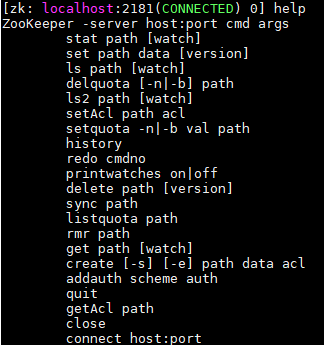 [zk: localhost:2181(CONNECTED) 0] help
ZooKeeper -server host:port cmd args
stat path [watch]
set path data [version]
ls path [watch]
delquota [-n|-b] path
ls2 path [watch]
setAcl path acl
setquota -n|-b val path
history
redo cmdno
printwatches on|off
delete path [version]
sync path
listquota path
rmr path
get path [watch]
create [-s] [-e] path data acl
addauth scheme auth
quit
getAcl path
close
connect host:port